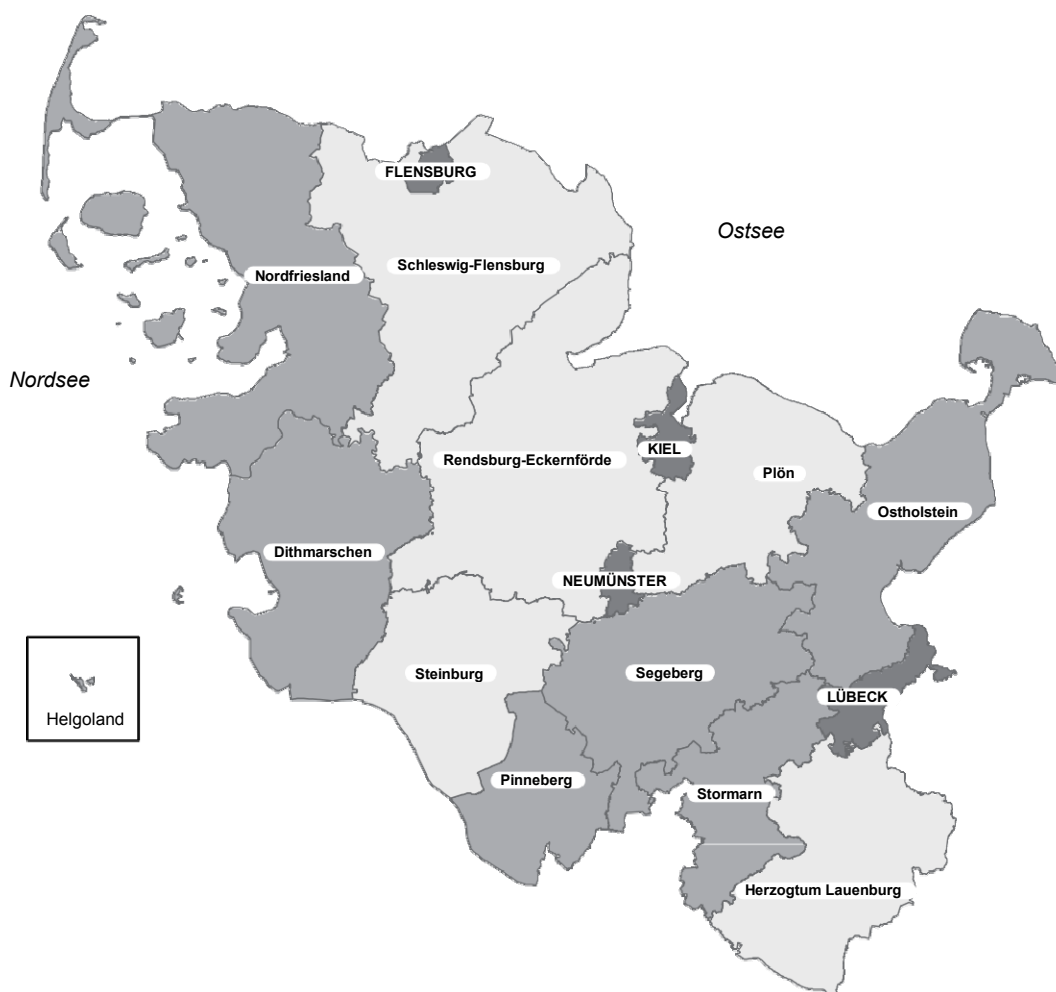 FLENSBURG
Ostsee
Schleswig-Flensburg
Nordfriesland
Nordsee
KIEL
Rendsburg-Eckernförde
Plön
Ostholstein
Dithmarschen
NEUMÜNSTER
Steinburg
Segeberg
LÜBECK
Helgoland
Pinneberg
Stormarn
Herzogtum Lauenburg